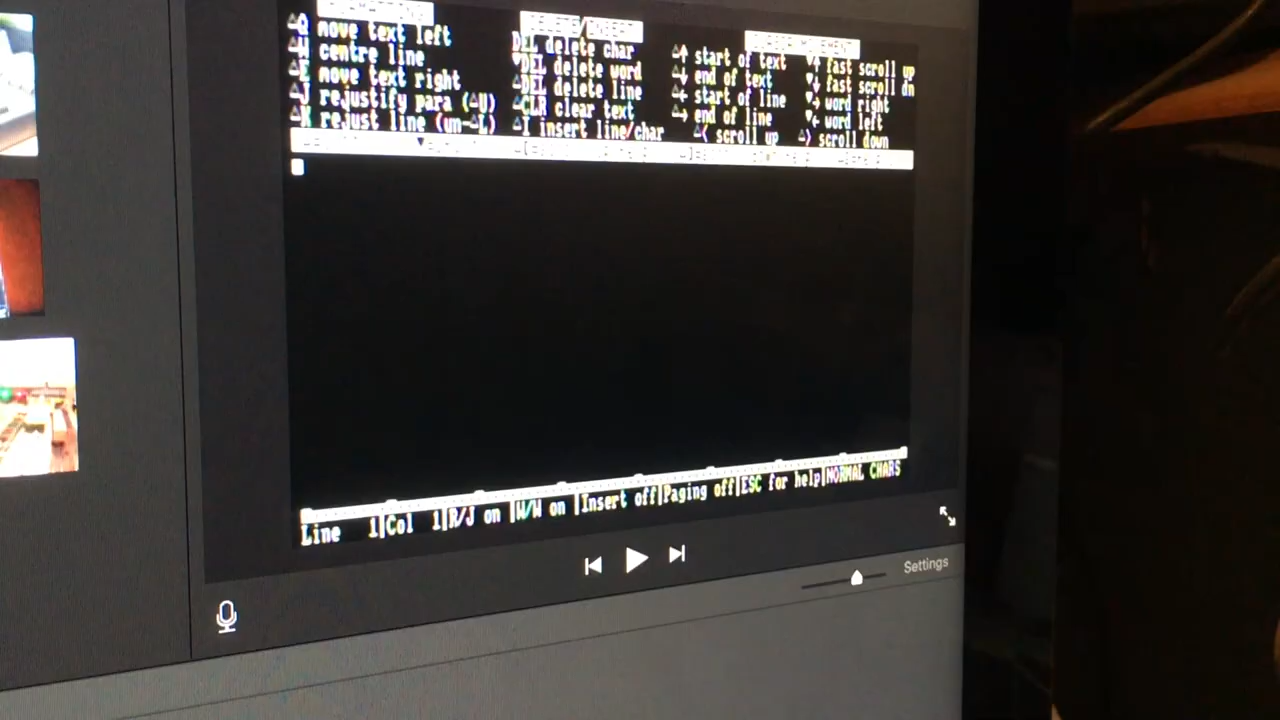 △Q move text left
△W centre line
△E move text right
△J rejustify para (△U)
△K rejust line (un-△L)
DELETE/INSERT
DEL delete char
▼DEL delete word
△DEL delete line
△CLR clear text
△I insert line/char
△↑ start of text ▼↑ fast scroll up
△↓ end of text ▼↓ fast scroll dn
△← start of line ▼→ word right
△→ end of line ▼← word left
△< scroll up △> scroll down
Line 1|Col 1|R/J on |W/W on |Insert off|Paging off|ESC for help|NORMAL CHARS
Settings